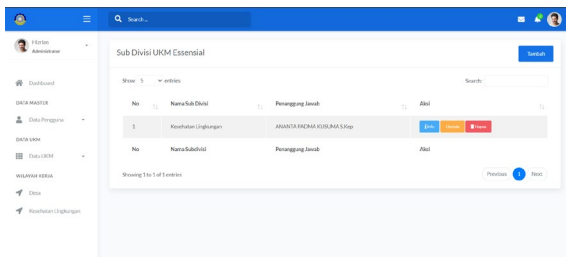 Search...
Harlan
Administrator
Dashboard
DATA MASTER
Data Pengguna
DATA UKM
Data UKM
WILAYAH KERJA
Desa
Kesehatan Lingkungan
Sub Divisi UKM Essensial
Tambah
Show 5 entries
Search:
No Nama Sub Divisi Penanggung Jawab Aksi
1 Kesehatan Lingkungan ANANTA PADMA KUSUMA S.Kep Hapus
No Nama Subdivisi Penanggung Jawab Aksi
Showing 1 to 1 of 1 entries
Previous 1 Next